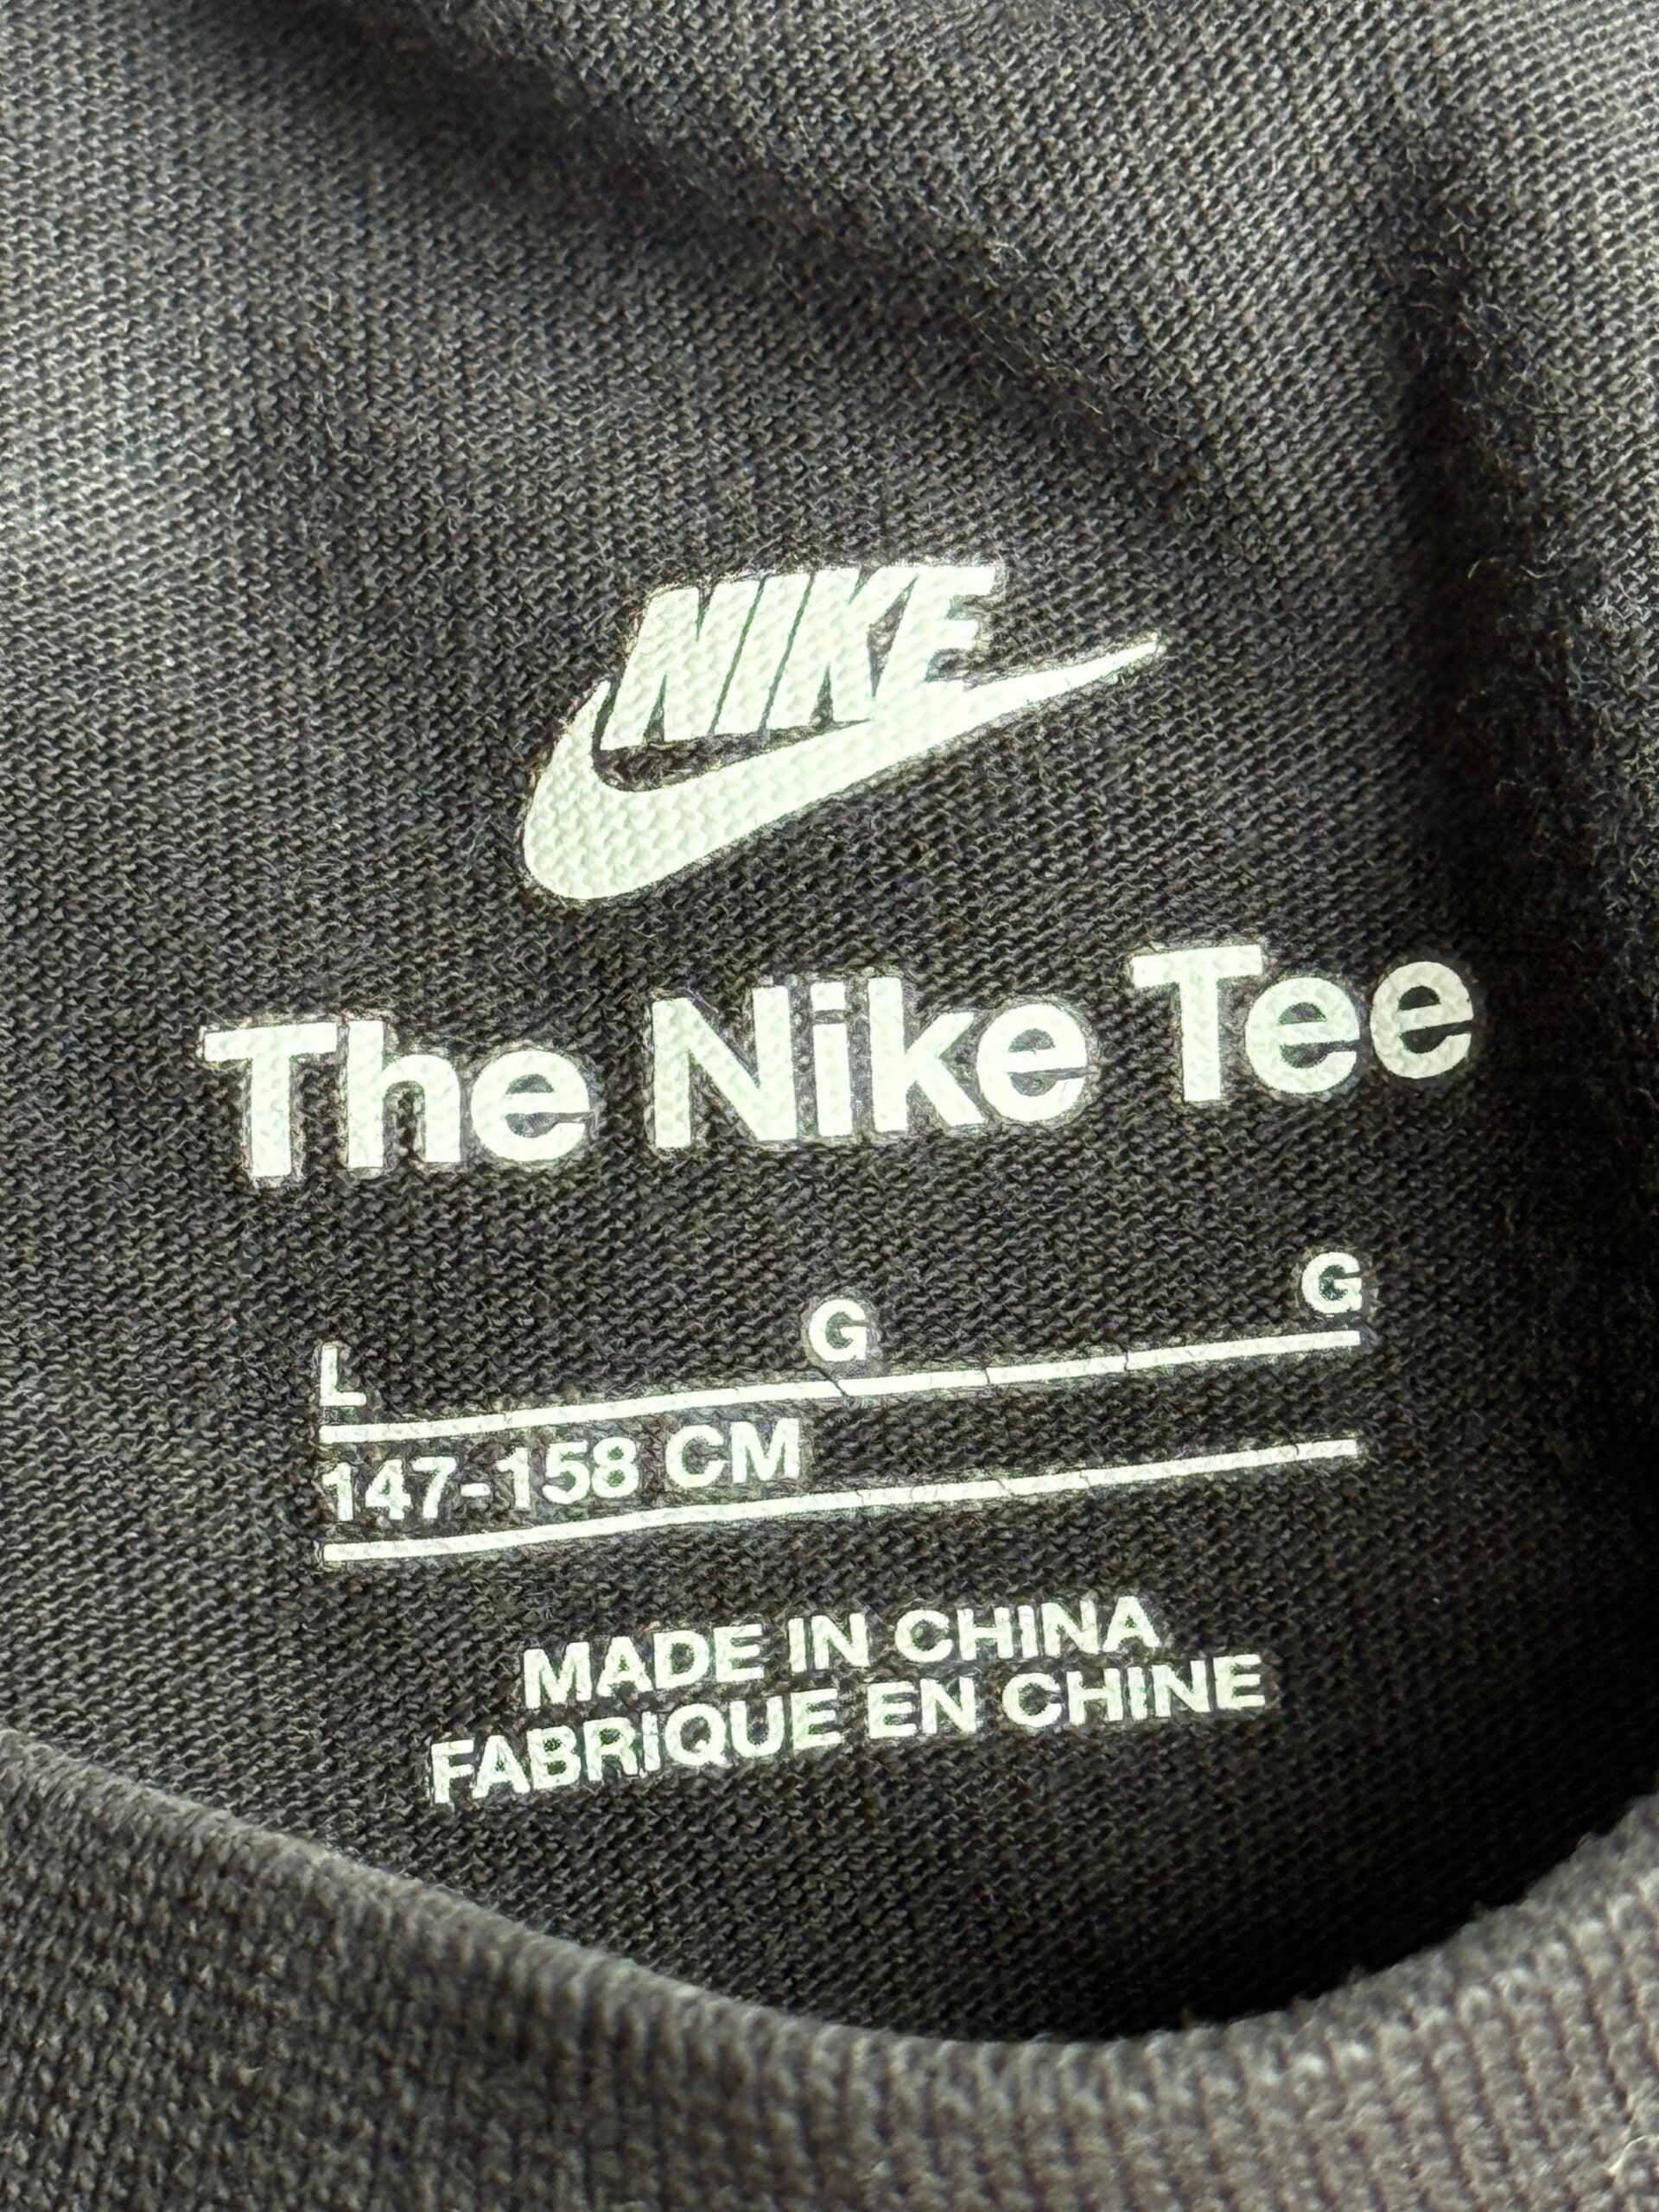 NIKE
The Nike Tee
L G G
147-158 CM
MADE IN CHINA
FABRIQUE EN CHINE